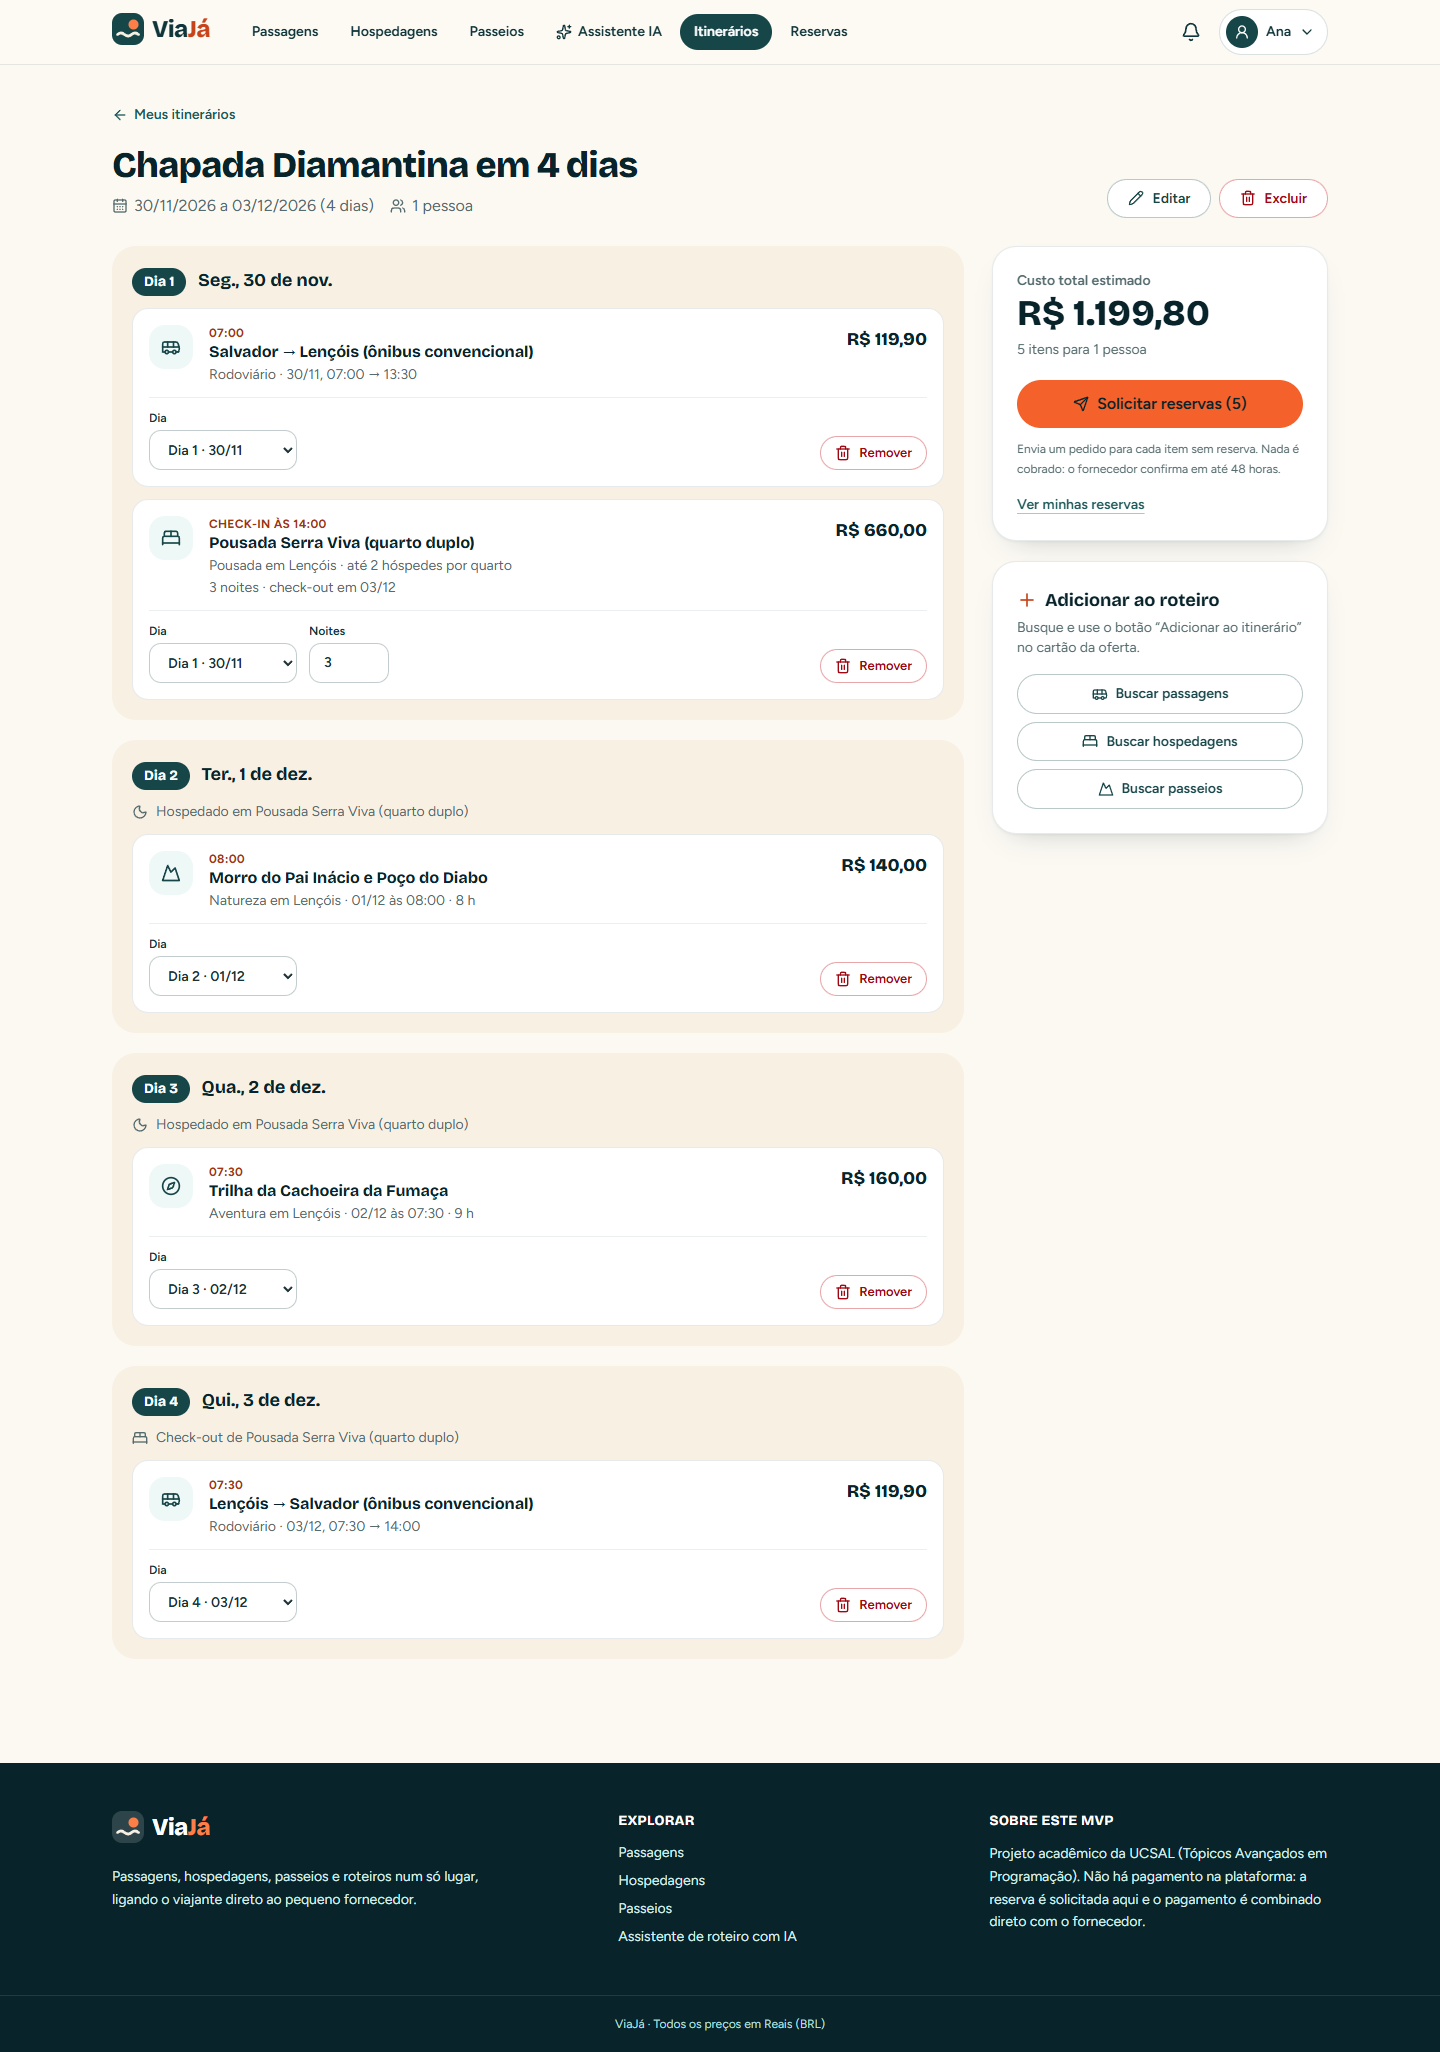 ViaJá
Passagens
Hospedagens
Passeios
Assistente IA
Itinerários
Reservas
Ana
Meus itinerários
Chapada Diamantina em 4 dias
30/11/2026 a 03/12/2026 (4 dias)
1 pessoa
Editar
Excluir
Dia 1
Seg., 30 de nov.
07:00
Salvador → Lençóis (ônibus convencional)
R$ 119,90
Rodoviário · 30/11, 07:00 → 13:30
Dia
Dia 1 · 30/11
Remover
CHECK-IN ÀS 14:00
Pousada Serra Viva (quarto duplo)
R$ 660,00
Pousada em Lençóis · até 2 hóspedes por quarto
3 noites · check-out em 03/12
Dia
Noites
Dia 1 · 30/11
3
Remover
Dia 2
Ter., 1 de dez.
Hospedado em Pousada Serra Viva (quarto duplo)
08:00
Morro do Pai Inácio e Poço do Diabo
R$ 140,00
Natureza em Lençóis · 01/12 às 08:00 · 8 h
Dia
Dia 2 · 01/12
Remover
Dia 3
Qua., 2 de dez.
Hospedado em Pousada Serra Viva (quarto duplo)
07:30
Trilha da Cachoeira da Fumaça
R$ 160,00
Aventura em Lençóis · 02/12 às 07:30 · 9 h
Dia
Dia 3 · 02/12
Remover
Dia 4
Qui., 3 de dez.
Check-out de Pousada Serra Viva (quarto duplo)
07:30
Lençóis → Salvador (ônibus convencional)
R$ 119,90
Rodoviário · 03/12, 07:30 → 14:00
Dia
Dia 4 · 03/12
Remover
Custo total estimado
R$ 1.199,80
5 itens para 1 pessoa
Solicitar reservas (5)
Envia um pedido para cada item sem reserva. Nada é
cobrado: o fornecedor confirma em até 48 horas.
Ver minhas reservas
Adicionar ao roteiro
Busque e use o botão “Adicionar ao itinerário”
no cartão da oferta.
Buscar passagens
Buscar hospedagens
Buscar passeios
ViaJá
Passagens, hospedagens, passeios e roteiros num só lugar,
ligando o viajante direto ao pequeno fornecedor.
EXPLORAR
Passagens
Hospedagens
Passeios
Assistente de roteiro com IA
SOBRE ESTE MVP
Projeto acadêmico da UCSAL (Tópicos Avançados em
Programação). Não há pagamento na plataforma: a
reserva é solicitada aqui e o pagamento é combinado
direto com o fornecedor.
ViaJá · Todos os preços em Reais (BRL)